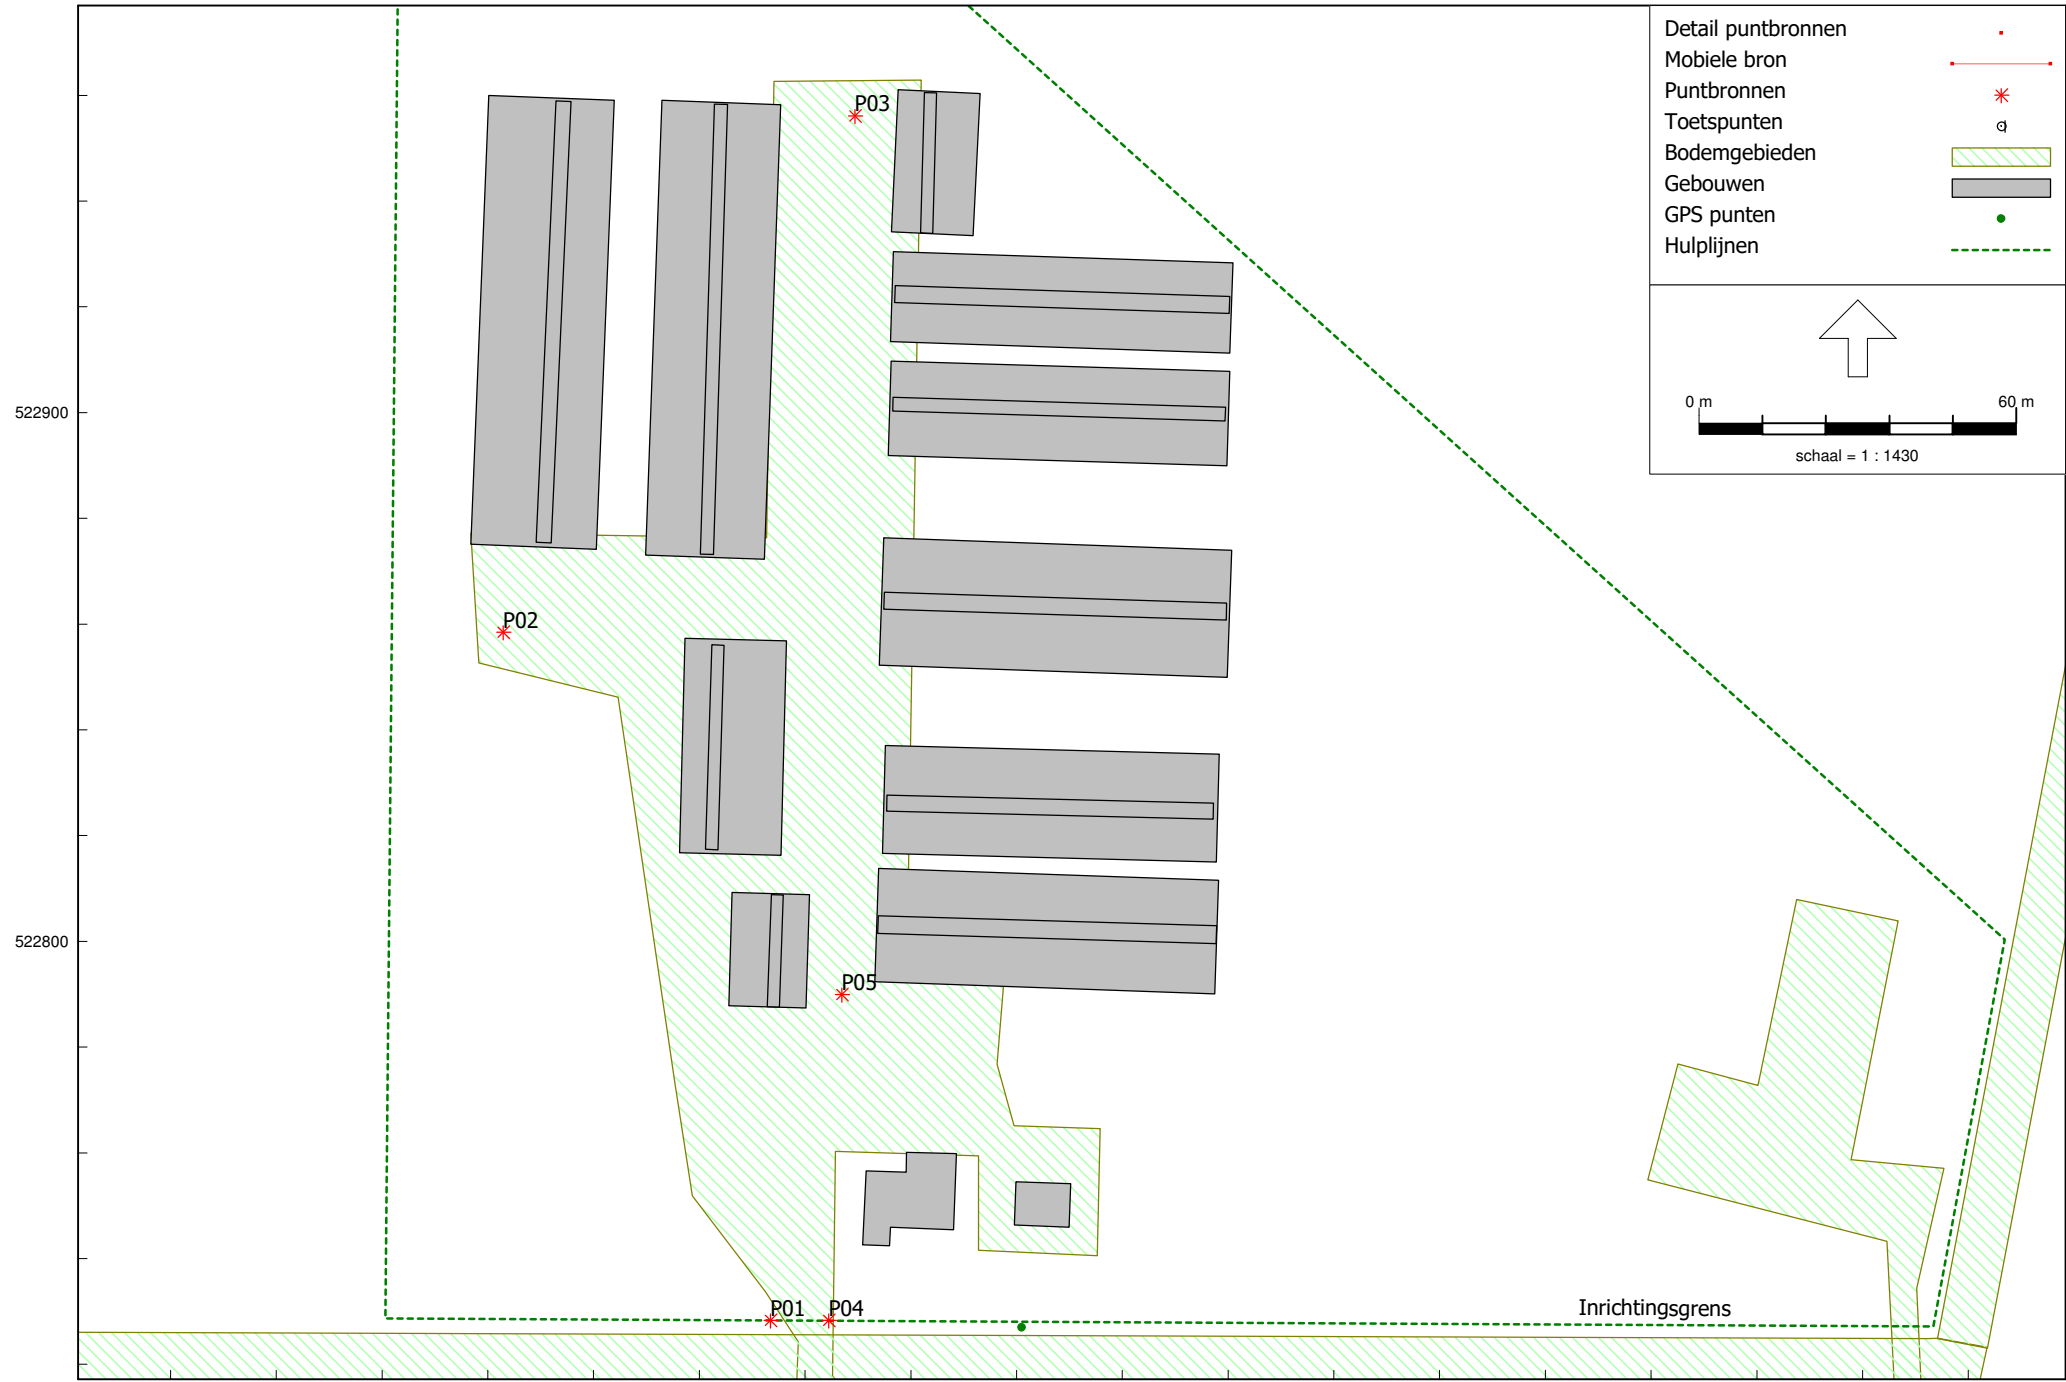 Detail puntbronnen
Mobiele bron
Puntbronnen
Toetspunten
Bodemgebieden
Gebouwen
GPS punten
Hulplijnen
0 m 60 m
schaal = 1 : 1430
P03
522900
P02
522800
P05
P01 P04
Inrichtingsgrens